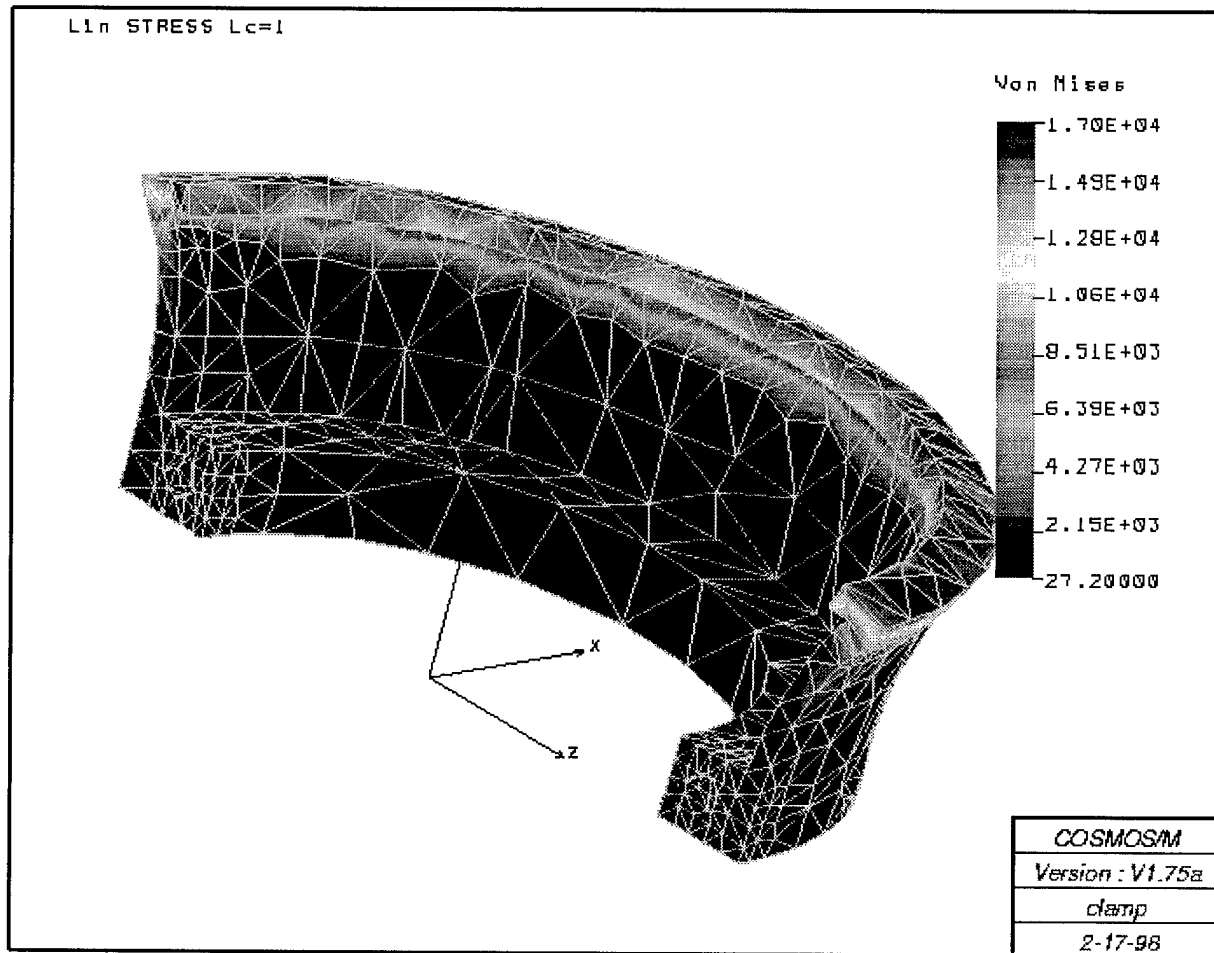 Lin STRESS Lc=1
Von Mises
1.70E+04
1.49E+04
1.28E+04
1.06E+04
8.51E+03
6.39E+03
4.27E+03
2.15E+03
27.20000
X
Z
COSMOS/M
Version : V1.75a
clamp
2-17-98